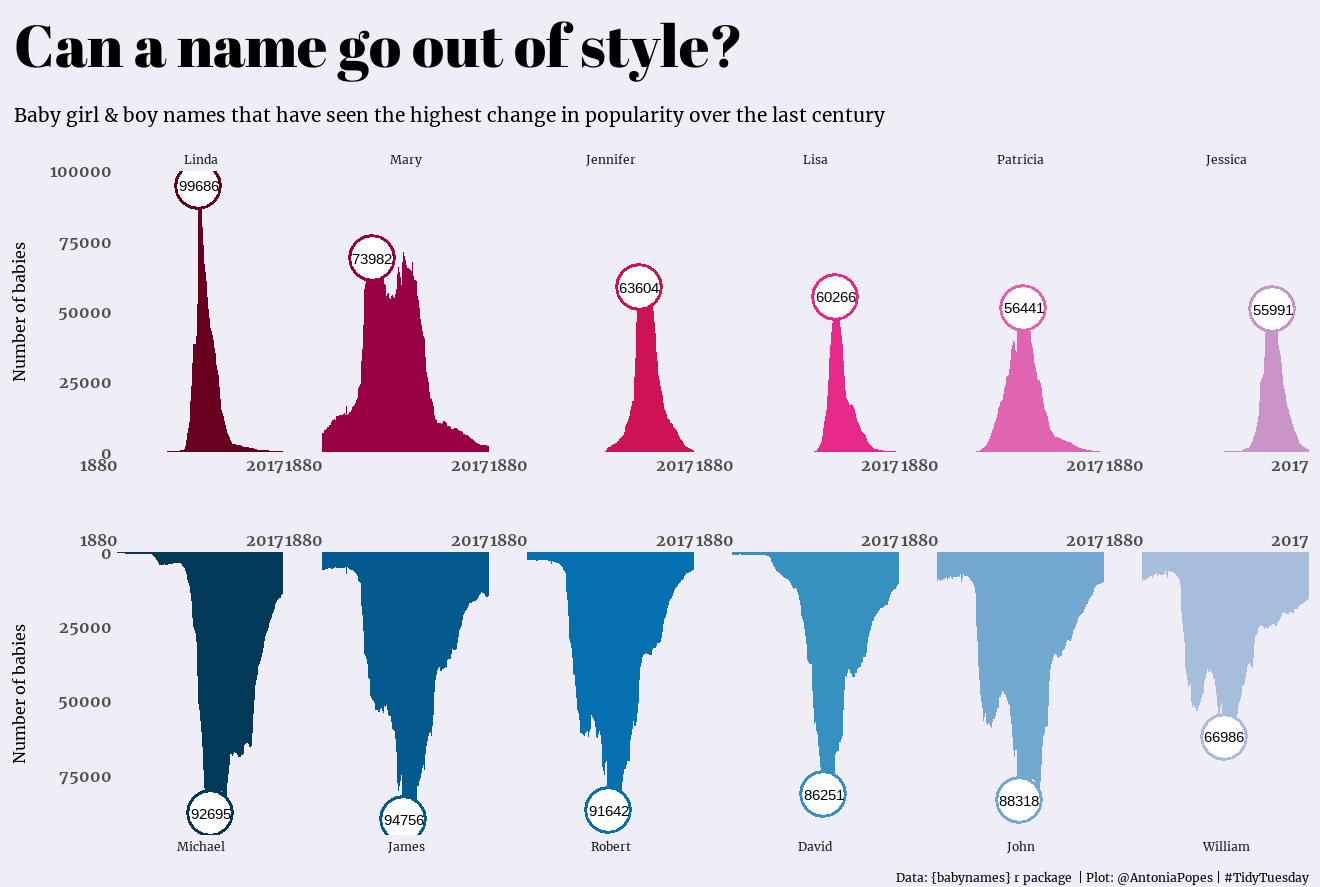 Can a name go out of style?
Baby girl & boy names that have seen the highest change in popularity over the last century
Linda Mary Jennifer Lisa Patricia Jessica
100000
99686
75000
73982
63604
60266
56441
55991
50000
25000
0
Number of babies
1880 2017 1880 2017 1880 2017 1880 2017 1880 2017 1880 2017
1880 2017 1880 2017 1880 2017 1880 2017 1880 2017 1880 2017
0
25000
50000
75000
Number of babies
66986
92695
94756
91642
86251
88318
Michael James Robert David John William
Data: {babynames} r package | Plot: @AntoniaPopes | #TidyTuesday